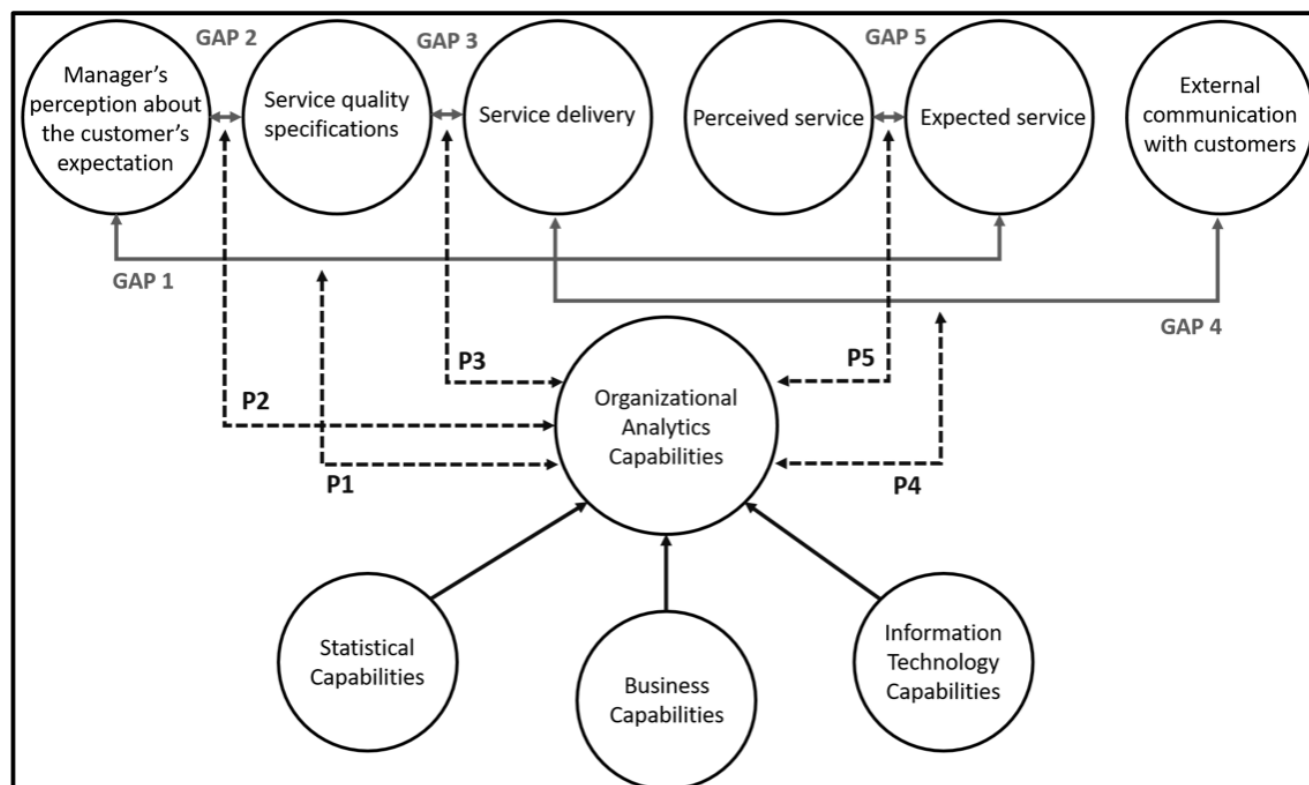 GAP 2
GAP 3
GAP 5
Manager's
perception about
the customer's
expectation
Service quality
specifications
Service delivery
Perceived service
Expected service
External
communication
with customers
GAP 1
GAP 4
P3
P5
P2
P1
P4
Organizational
Analytics
Capabilities
Statistical
Capabilities
Business
Capabilities
Information
Technology
Capabilities